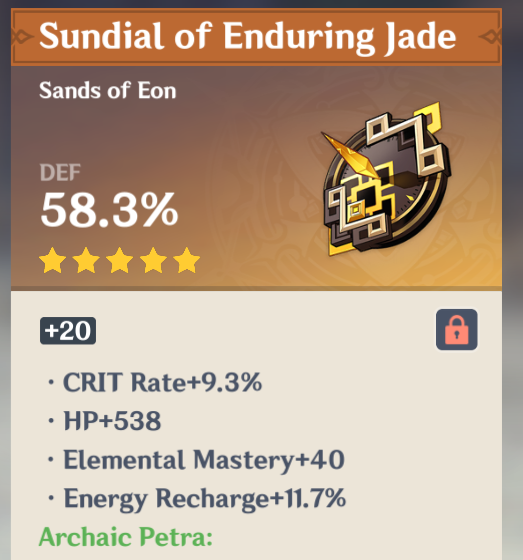 Sundial of Enduring Jade
Sands of Eon
DEF
58.3%
+20
· CRIT Rate+9.3%
· HP+538
· Elemental Mastery+40
· Energy Recharge+11.7%
Archaic Petra: